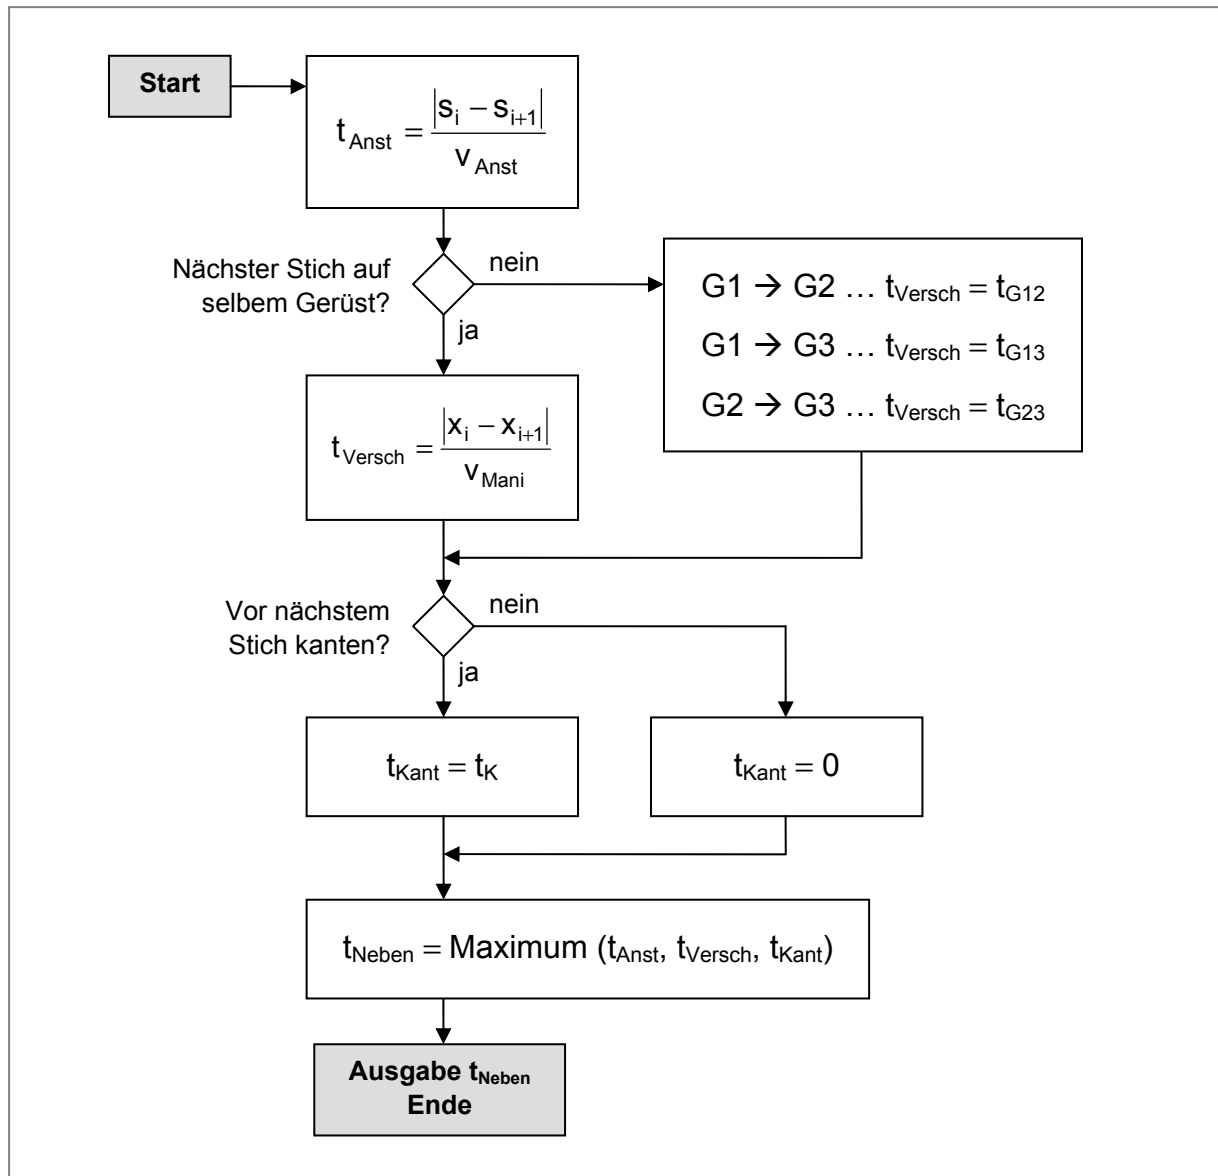 Start
t_Anst = |s_i − s_{i+1}| / v_Anst
Nächster Stich auf
selbem Gerüst?
nein
ja
G1 → G2 … t_Versch = t_G12
G1 → G3 … t_Versch = t_G13
G2 → G3 … t_Versch = t_G23
t_Versch = |x_i − x_{i+1}| / v_Mani
Vor nächstem
Stich kanten?
nein
ja
t_Kant = t_K
t_Kant = 0
t_Neben = Maximum (t_Anst, t_Versch, t_Kant)
Ausgabe t_Neben
Ende